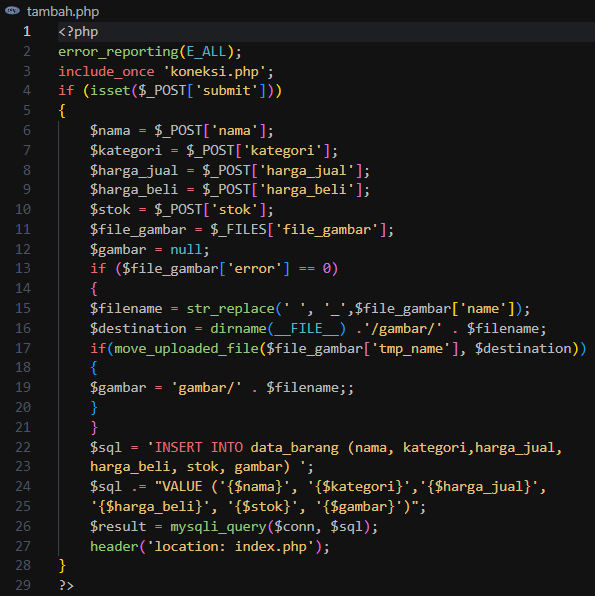 tambah.php
1 <?php
2 error_reporting(E_ALL);
3 include_once 'koneksi.php';
4 if (isset($_POST['submit']))
5 {
6     $nama = $_POST['nama'];
7     $kategori = $_POST['kategori'];
8     $harga_jual = $_POST['harga_jual'];
9     $harga_beli = $_POST['harga_beli'];
10     $stok = $_POST['stok'];
11     $file_gambar = $_FILES['file_gambar'];
12     $gambar = null;
13     if ($file_gambar['error'] == 0)
14     {
15     $filename = str_replace(' ', '_',$file_gambar['name']);
16     $destination = dirname(__FILE__) .'/gambar/' . $filename;
17     if(move_uploaded_file($file_gambar['tmp_name'], $destination))
18     {
19     $gambar = 'gambar/' . $filename;;
20     }
21     }
22     $sql = 'INSERT INTO data_barang (nama, kategori,harga_jual,
23     harga_beli, stok, gambar) ';
24     $sql .= "VALUE ('{$nama}', '{$kategori}','{$harga_jual}',
25     '{$harga_beli}', '{$stok}', '{$gambar}')";
26     $result = mysqli_query($conn, $sql);
27     header('location: index.php');
28 }
29 ?>